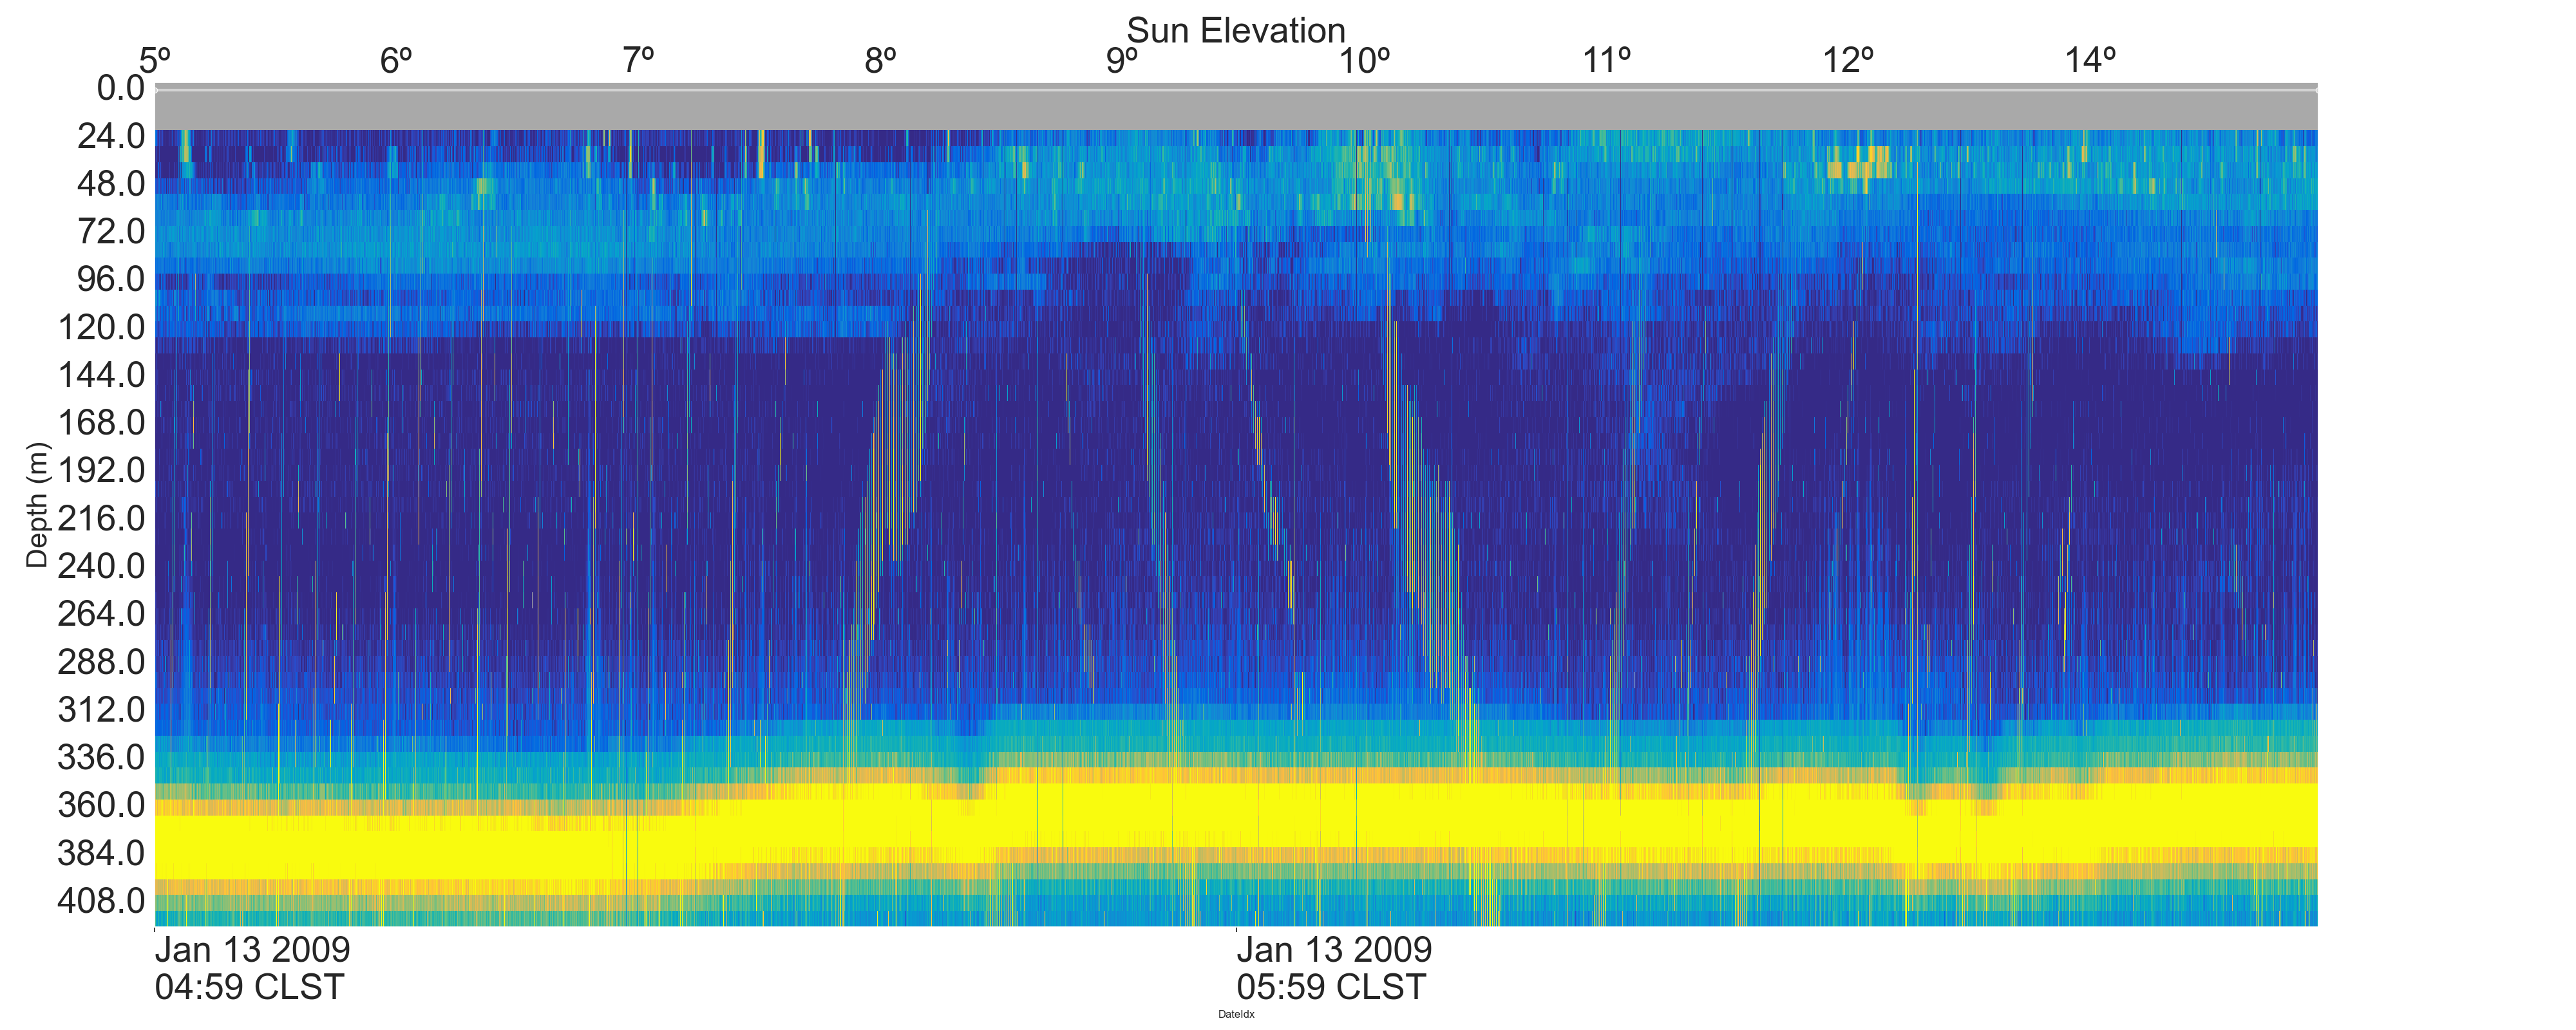 Sun Elevation
5º 6º 7º 8º 9º 10º 11º 12º 14º
0.0
24.0
48.0
72.0
96.0
120.0
144.0
168.0
192.0
216.0
240.0
264.0
288.0
312.0
336.0
360.0
384.0
408.0
Depth (m)
Jan 13 2009
04:59 CLST
Jan 13 2009
05:59 CLST
DateIdx